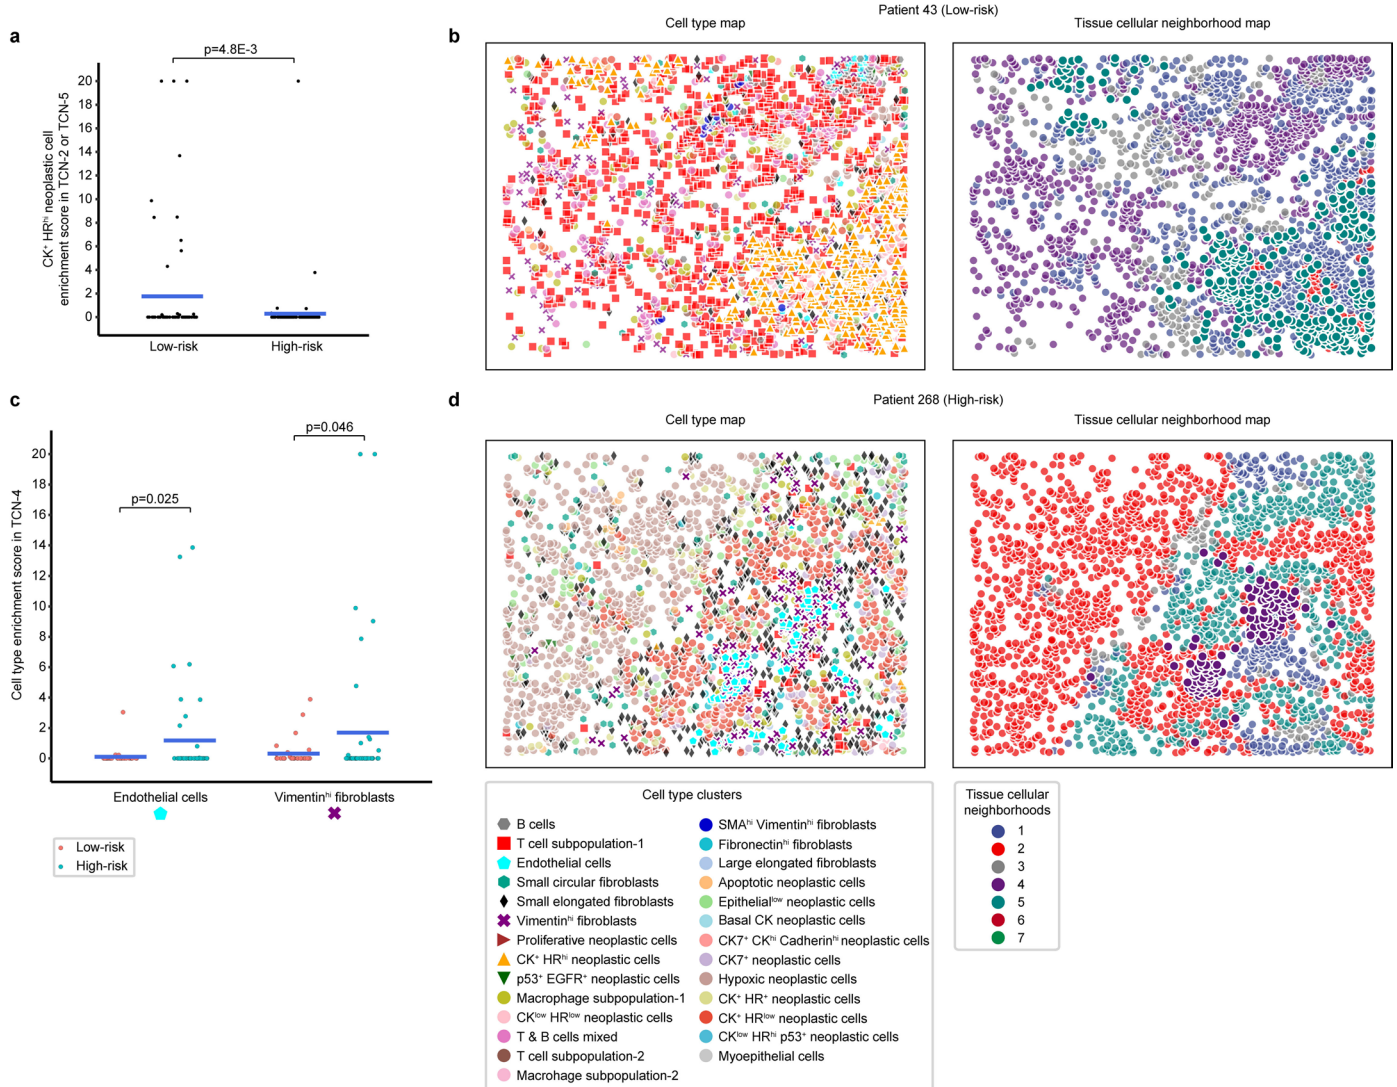 a
p=4.8E-3
CK⁺ HRʰⁱ neoplastic cell
enrichment score in TCN-2 or TCN-5
20
18
16
14
12
10
8
6
4
2
0
Low-risk
High-risk
b
Patient 43 (Low-risk)
Cell type map
Tissue cellular neighborhood map
c
p=0.025
p=0.046
Cell type enrichment score in TCN-4
20
18
16
14
12
10
8
6
4
2
0
Endothelial cells
Vimentinʰⁱ fibroblasts
Low-risk
High-risk
d
Patient 268 (High-risk)
Cell type map
Tissue cellular neighborhood map
Cell type clusters
B cells
T cell subpopulation-1
Endothelial cells
Small circular fibroblasts
Small elongated fibroblasts
Vimentinʰⁱ fibroblasts
Proliferative neoplastic cells
CK⁺ HRʰⁱ neoplastic cells
p53⁺ EGFR⁺ neoplastic cells
Macrophage subpopulation-1
CKˡᵒʷ HRˡᵒʷ neoplastic cells
T & B cells mixed
T cell subpopulation-2
Macrohage subpopulation-2
SMAʰⁱ Vimentinʰⁱ fibroblasts
Fibronectinʰⁱ fibroblasts
Large elongated fibroblasts
Apoptotic neoplastic cells
Epithelialˡᵒʷ neoplastic cells
Basal CK neoplastic cells
CK7⁺ CKʰⁱ Cadherinʰⁱ neoplastic cells
CK7⁺ neoplastic cells
Hypoxic neoplastic cells
CK⁺ HR⁺ neoplastic cells
CK⁺ HRˡᵒʷ neoplastic cells
CKˡᵒʷ HRʰⁱ p53⁺ neoplastic cells
Myoepithelial cells
Tissue cellular
neighborhoods
1
2
3
4
5
6
7